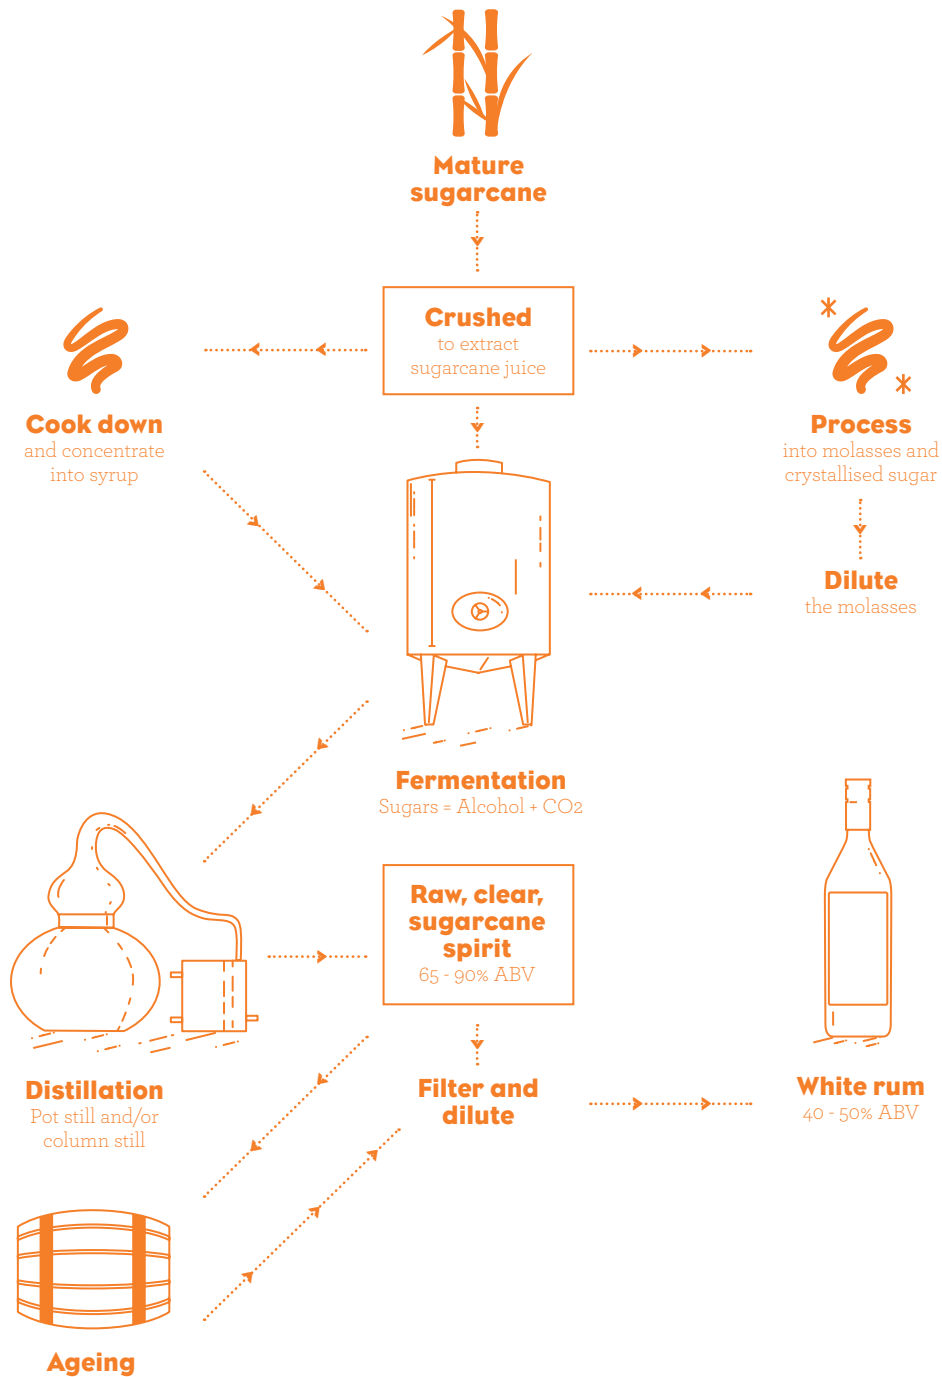 Mature
sugarcane
Crushed
to extract
sugarcane juice
Cook down
and concentrate
into syrup
Process
into molasses and
crystallised sugar
Dilute
the molasses
Fermentation
Sugars = Alcohol + CO2
Raw, clear,
sugarcane
spirit
65 - 90% ABV
Distillation
Pot still and/or
column still
Filter and
dilute
White rum
40 - 50% ABV
Ageing